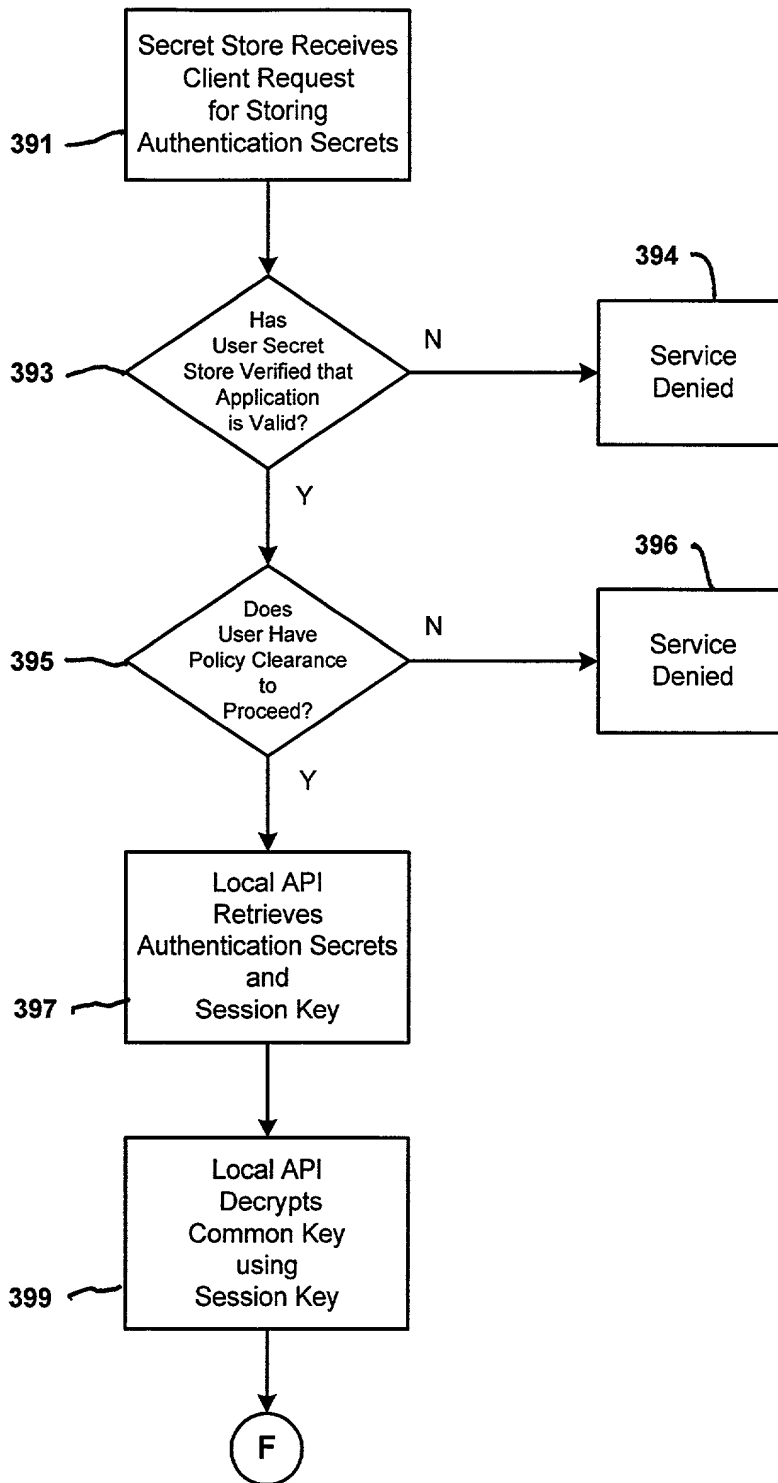 Secret Store Receives
Client Request
for Storing
Authentication Secrets
391
Has
User Secret
Store Verified that
Application
is Valid?
393
N
394
Service
Denied
Y
Does
User Have
Policy Clearance
to
Proceed?
395
N
396
Service
Denied
Y
Local API
Retrieves
Authentication Secrets
and
Session Key
397
Local API
Decrypts
Common Key
using
Session Key
399
F